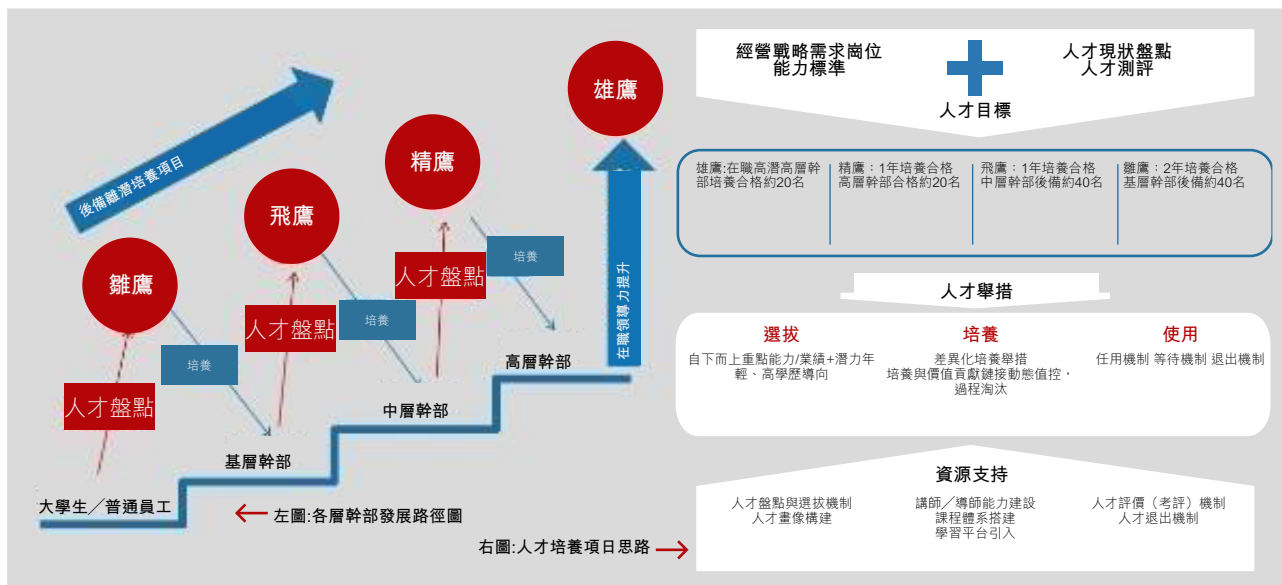 後備離潛培養項目
雛鷹
飛鷹
精鷹
雄鷹
人才盤點
培養
人才盤點
培養
人才盤點
培養
在職領導力提升
大學生／普通員工
基層幹部
中層幹部
高層幹部
左圖:各層幹部發展路徑圖
右圖:人才培養項日思路
經營戰略需求崗位
能力標準
人才現狀盤點
人才測評
人才目標
雄鷹:在職高潛高層幹
部培養合格約20名
精鷹：1年培養合格
高層幹部合格約20名
飛鷹：1年培養合格
中層幹部後備約40名
雛鷹：2年培養合格
基層幹部後備約40名
人才舉措
選拔
自下而上重點能力/業績+潛力年
輕、高學歷導向
培養
差異化培養舉措
培養與價值貢獻鏈接動態值控・
過程淘汰
使用
任用機制 等待機制 退出機制
資源支持
人才盤點與選拔機制
人才畫像構建
講師／導師能力建設
課程體系搭建
學習平台引入
人才評價（考評）機制
人才退出機制